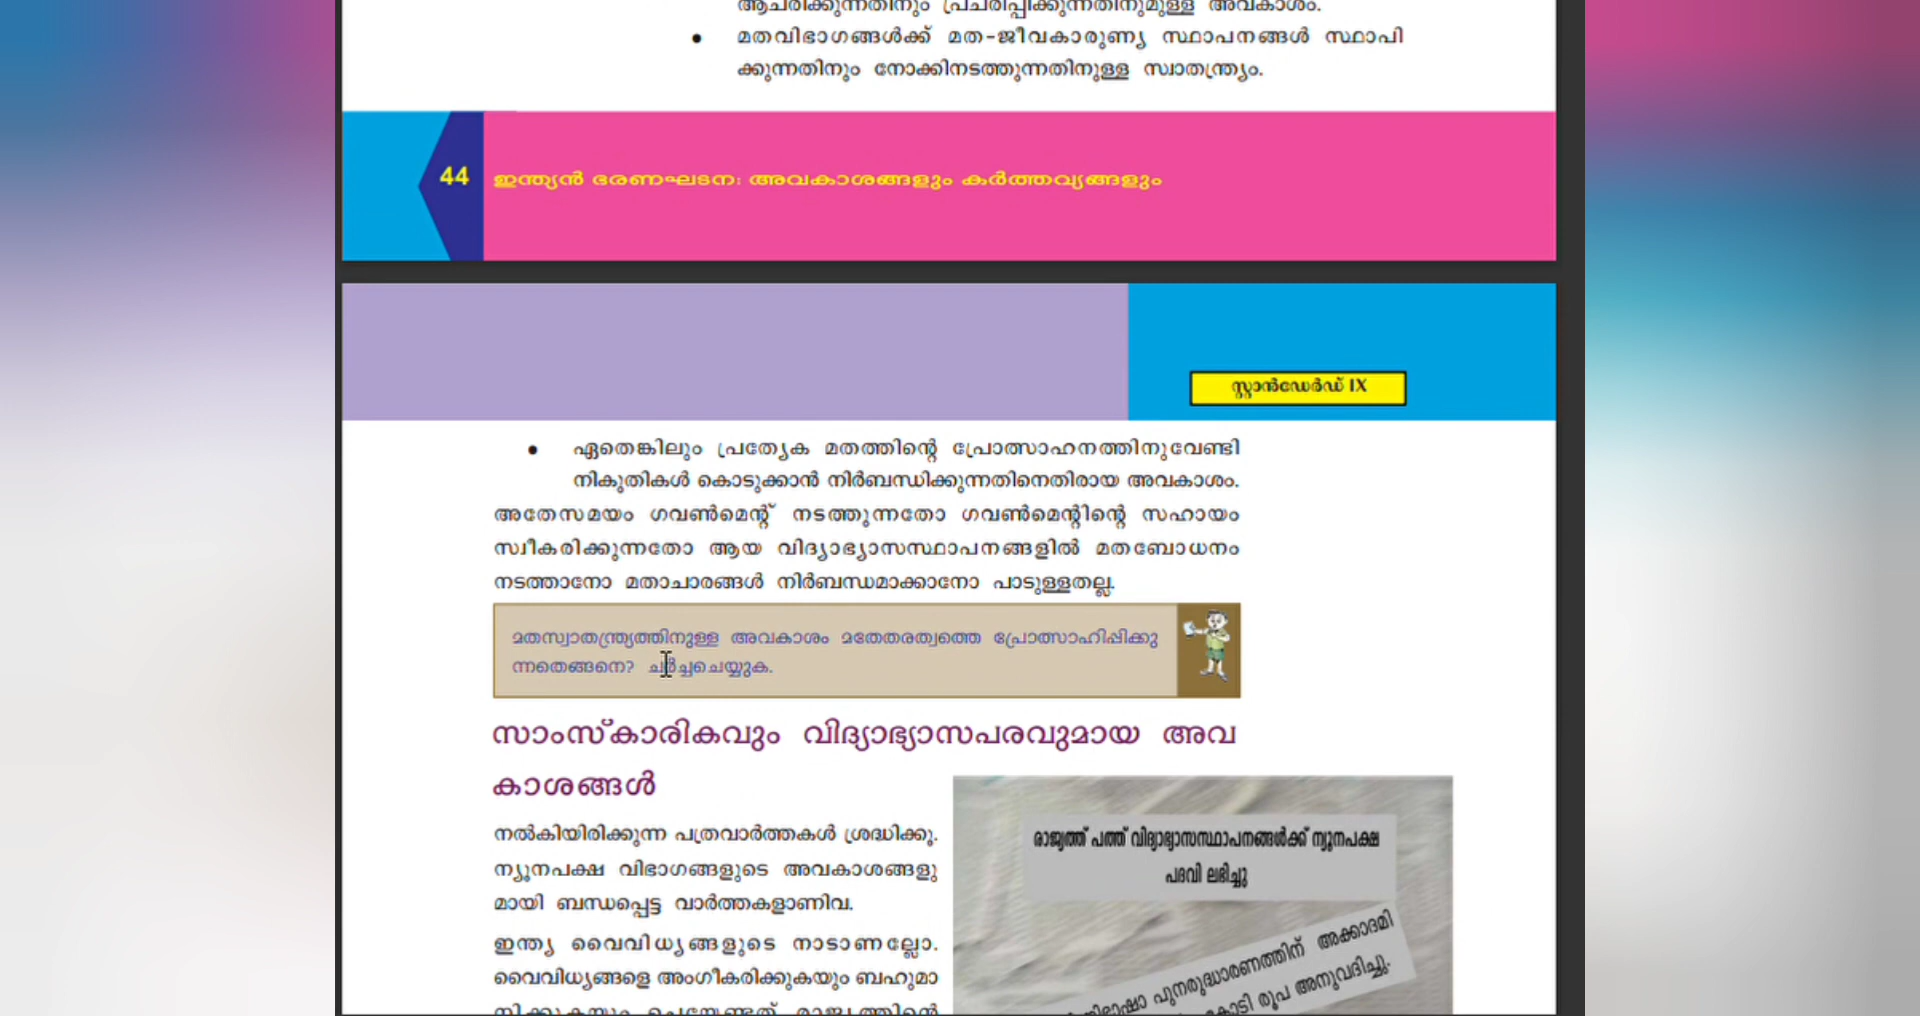 ആചരിക്കുന്നതിനും പ്രചരിപ്പിക്കുന്നതിനുമുള്ള അവകാശം.
● മതവിഭാഗങ്ങൾക്ക് മത-ജീവകാരുണ്യ സ്ഥാപനങ്ങൾ സ്ഥാപി
ക്കുന്നതിനും നോക്കിനടത്തുന്നതിനുള്ള സ്വാതന്ത്ര്യം.
44 ഇന്ത്യൻ ഭരണഘടന: അവകാശങ്ങളും കർത്തവ്യങ്ങളും
സ്റ്റാൻഡേർഡ് IX
● ഏതെങ്കിലും പ്രത്യേക മതത്തിന്റെ പ്രോത്സാഹനത്തിനുവേണ്ടി
നികുതികൾ കൊടുക്കാൻ നിർബന്ധിക്കുന്നതിനെതിരായ അവകാശം.
അതേസമയം ഗവൺമെന്റ് നടത്തുന്നതോ ഗവൺമെന്റിന്റെ സഹായം
സ്വീകരിക്കുന്നതോ ആയ വിദ്യാഭ്യാസസ്ഥാപനങ്ങളിൽ മതബോധനം
നടത്താനോ മതാചാരങ്ങൾ നിർബന്ധമാക്കാനോ പാടുള്ളതല്ല.
മതസ്വാതന്ത്ര്യത്തിനുള്ള അവകാശം മതേതരത്വത്തെ പ്രോത്സാഹിപ്പിക്കു
ന്നതെങ്ങനെ? ചർച്ചചെയ്യുക.
സാംസ്കാരികവും വിദ്യാഭ്യാസപരവുമായ അവ
കാശങ്ങൾ
നൽകിയിരിക്കുന്ന പത്രവാർത്തകൾ ശ്രദ്ധിക്കൂ.
ന്യൂനപക്ഷ വിഭാഗങ്ങളുടെ അവകാശങ്ങളു
മായി ബന്ധപ്പെട്ട വാർത്തകളാണിവ.
ഇന്ത്യ വൈവിധ്യങ്ങളുടെ നാടാണല്ലോ.
വൈവിധ്യങ്ങളെ അംഗീകരിക്കുകയും ബഹുമാ
നിക്കുകയും ചെയ്യേണ്ടത് രാജ്യത്തിന്റെ
രാജ്യത്ത് പത്ത് വിദ്യാഭ്യാസസ്ഥാപനങ്ങൾക്ക് ന്യൂനപക്ഷ
പദവി ലഭിച്ചു
പുനരുദ്ധാരണത്തിന് അക്കാദമി
കോടി രൂപ അനുവദിച്ചു.